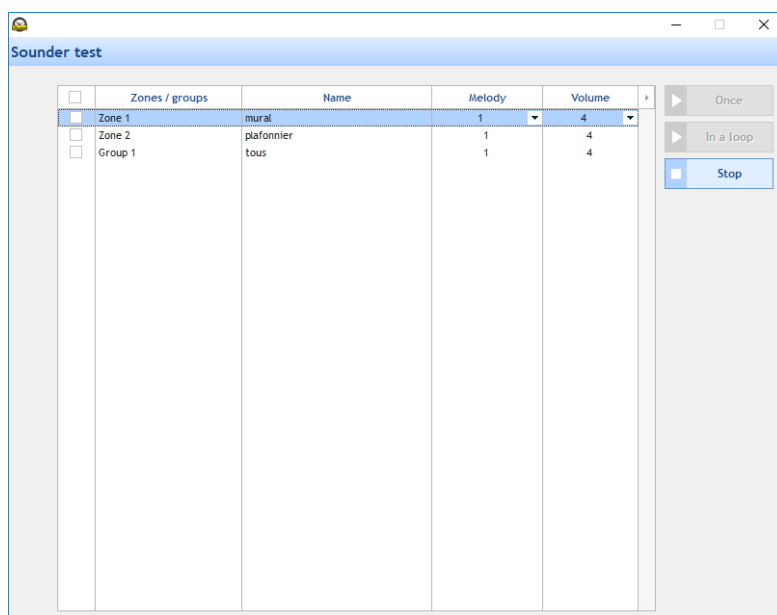 Sounder test
Zones / groups Name Melody Volume
Once
Zone 1 mural 1 4
Zone 2 plafonnier 1 4
In a loop
Group 1 tous 1 4
Stop